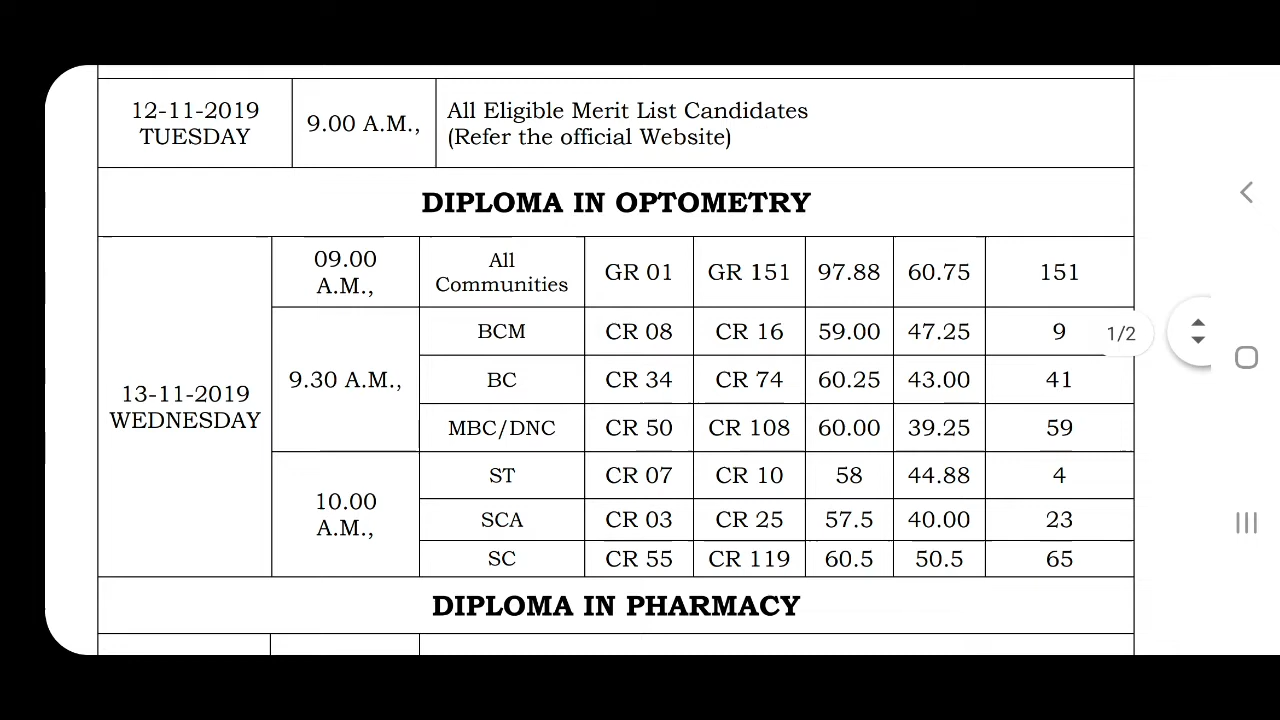 12-11-2019
TUESDAY
9.00 A.M.,
All Eligible Merit List Candidates
(Refer the official Website)
DIPLOMA IN OPTOMETRY
13-11-2019
WEDNESDAY
09.00
A.M.,
All
Communities
GR 01
GR 151
97.88
60.75
151
9.30 A.M.,
BCM
CR 08
CR 16
59.00
47.25
9
BC
CR 34
CR 74
60.25
43.00
41
MBC/DNC
CR 50
CR 108
60.00
39.25
59
10.00
A.M.,
ST
CR 07
CR 10
58
44.88
4
SCA
CR 03
CR 25
57.5
40.00
23
SC
CR 55
CR 119
60.5
50.5
65
DIPLOMA IN PHARMACY
1/2